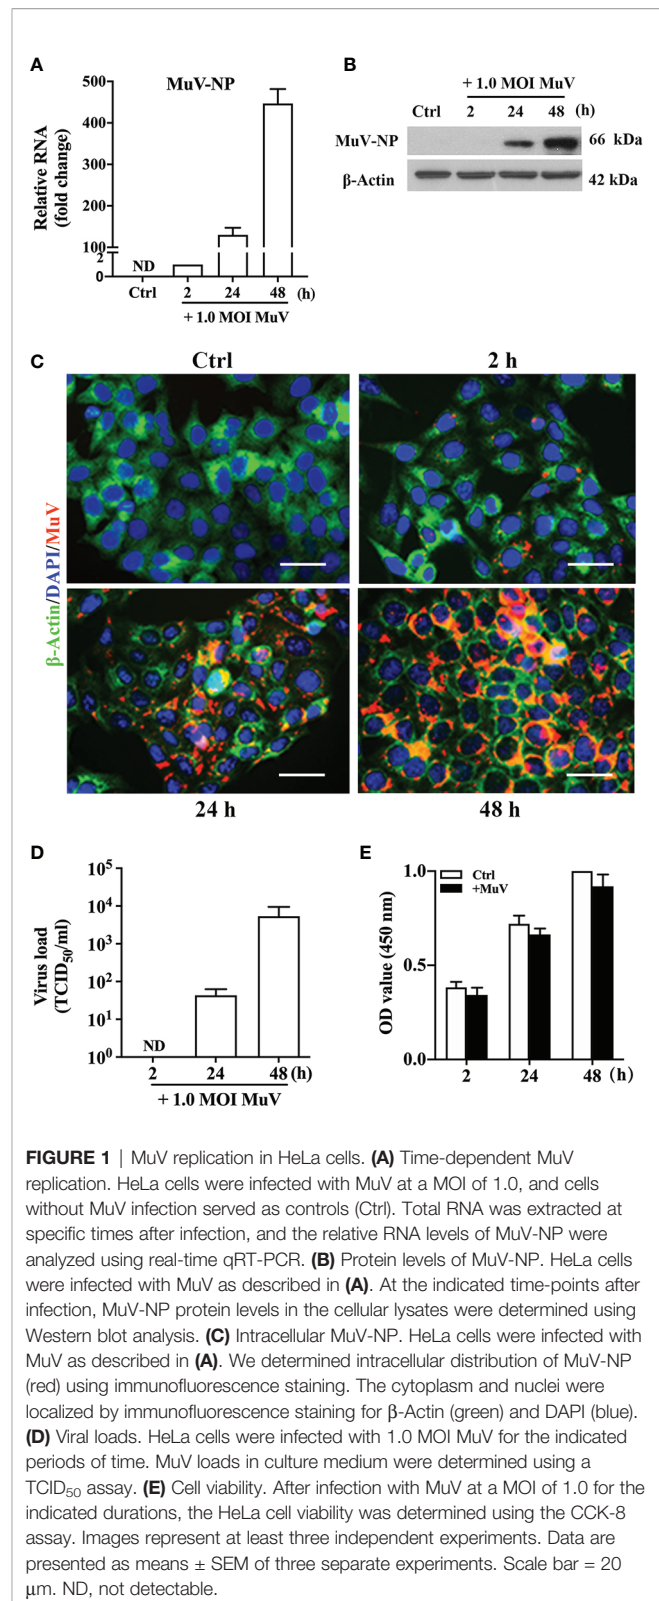 A
MuV-NP
Relative RNA
(fold change)
500
400
300
200
100
2
0
ND
Ctrl 2 24 48 (h)
+ 1.0 MOI MuV
B
+ 1.0 MOI MuV
Ctrl 2 24 48 (h)
MuV-NP 66 kDa
β-Actin 42 kDa
C
Ctrl 2 h
β-Actin/DAPI/MuV
24 h 48 h
D
Virus load
(TCID50/ml)
10^5
10^4
10^3
10^2
10^1
10^0
ND
2 24 48 (h)
+ 1.0 MOI MuV
E
Ctrl
+MuV
OD value (450 nm)
1.0
0.5
0.0
2 24 48 (h)
FIGURE 1 | MuV replication in HeLa cells. (A) Time-dependent MuV
replication. HeLa cells were infected with MuV at a MOI of 1.0, and cells
without MuV infection served as controls (Ctrl). Total RNA was extracted at
specific times after infection, and the relative RNA levels of MuV-NP were
analyzed using real-time qRT-PCR. (B) Protein levels of MuV-NP. HeLa cells
were infected with MuV as described in (A). At the indicated time-points after
infection, MuV-NP protein levels in the cellular lysates were determined using
Western blot analysis. (C) Intracellular MuV-NP. HeLa cells were infected with
MuV as described in (A). We determined intracellular distribution of MuV-NP
(red) using immunofluorescence staining. The cytoplasm and nuclei were
localized by immunofluorescence staining for β-Actin (green) and DAPI (blue).
(D) Viral loads. HeLa cells were infected with 1.0 MOI MuV for the indicated
periods of time. MuV loads in culture medium were determined using a
TCID50 assay. (E) Cell viability. After infection with MuV at a MOI of 1.0 for the
indicated durations, the HeLa cell viability was determined using the CCK-8
assay. Images represent at least three independent experiments. Data are
presented as means ± SEM of three separate experiments. Scale bar = 20
μm. ND, not detectable.